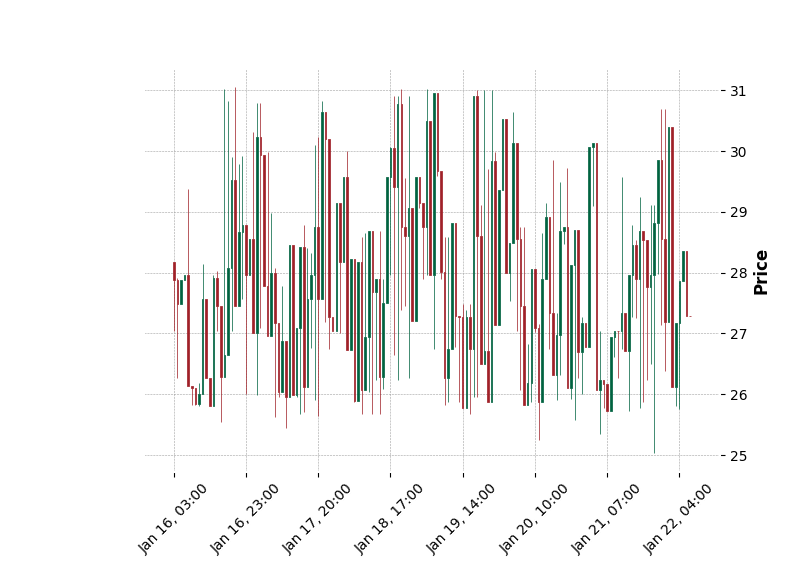 31
30
29
28
27
26
25
Price
Jan 16, 03:00
Jan 16, 23:00
Jan 17, 20:00
Jan 18, 17:00
Jan 19, 14:00
Jan 20, 10:00
Jan 21, 07:00
Jan 22, 04:00